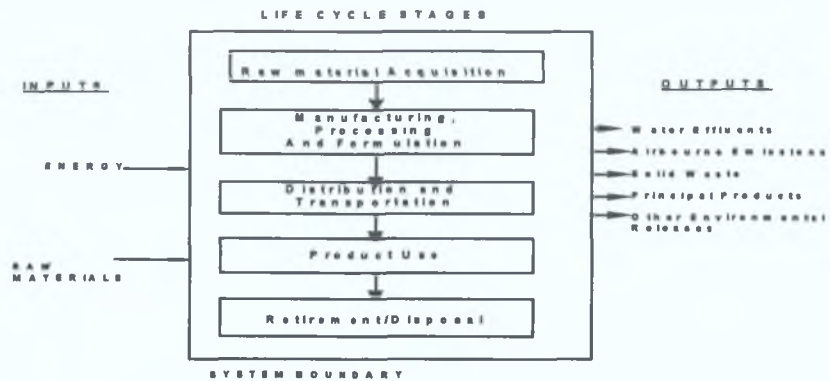 LIFE CYCLE STAGES
INPUTS
ENERGY
RAW
MATERIALS
Raw material Acquisition
Manufacturing,
Processing
And Formulation
Distribution and
Transportation
Product Use
Retirement/Disposal
SYSTEM BOUNDARY
OUTPUTS
Water Effluents
Airbourne Emissions
Solid Waste
Principal Products
Other Environmental
Releases